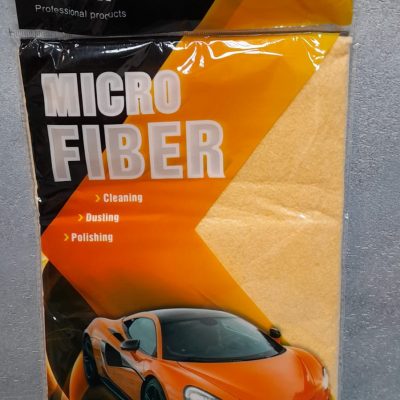 Professional products
MICRO
FIBER
Cleaning
Dusting
Polishing